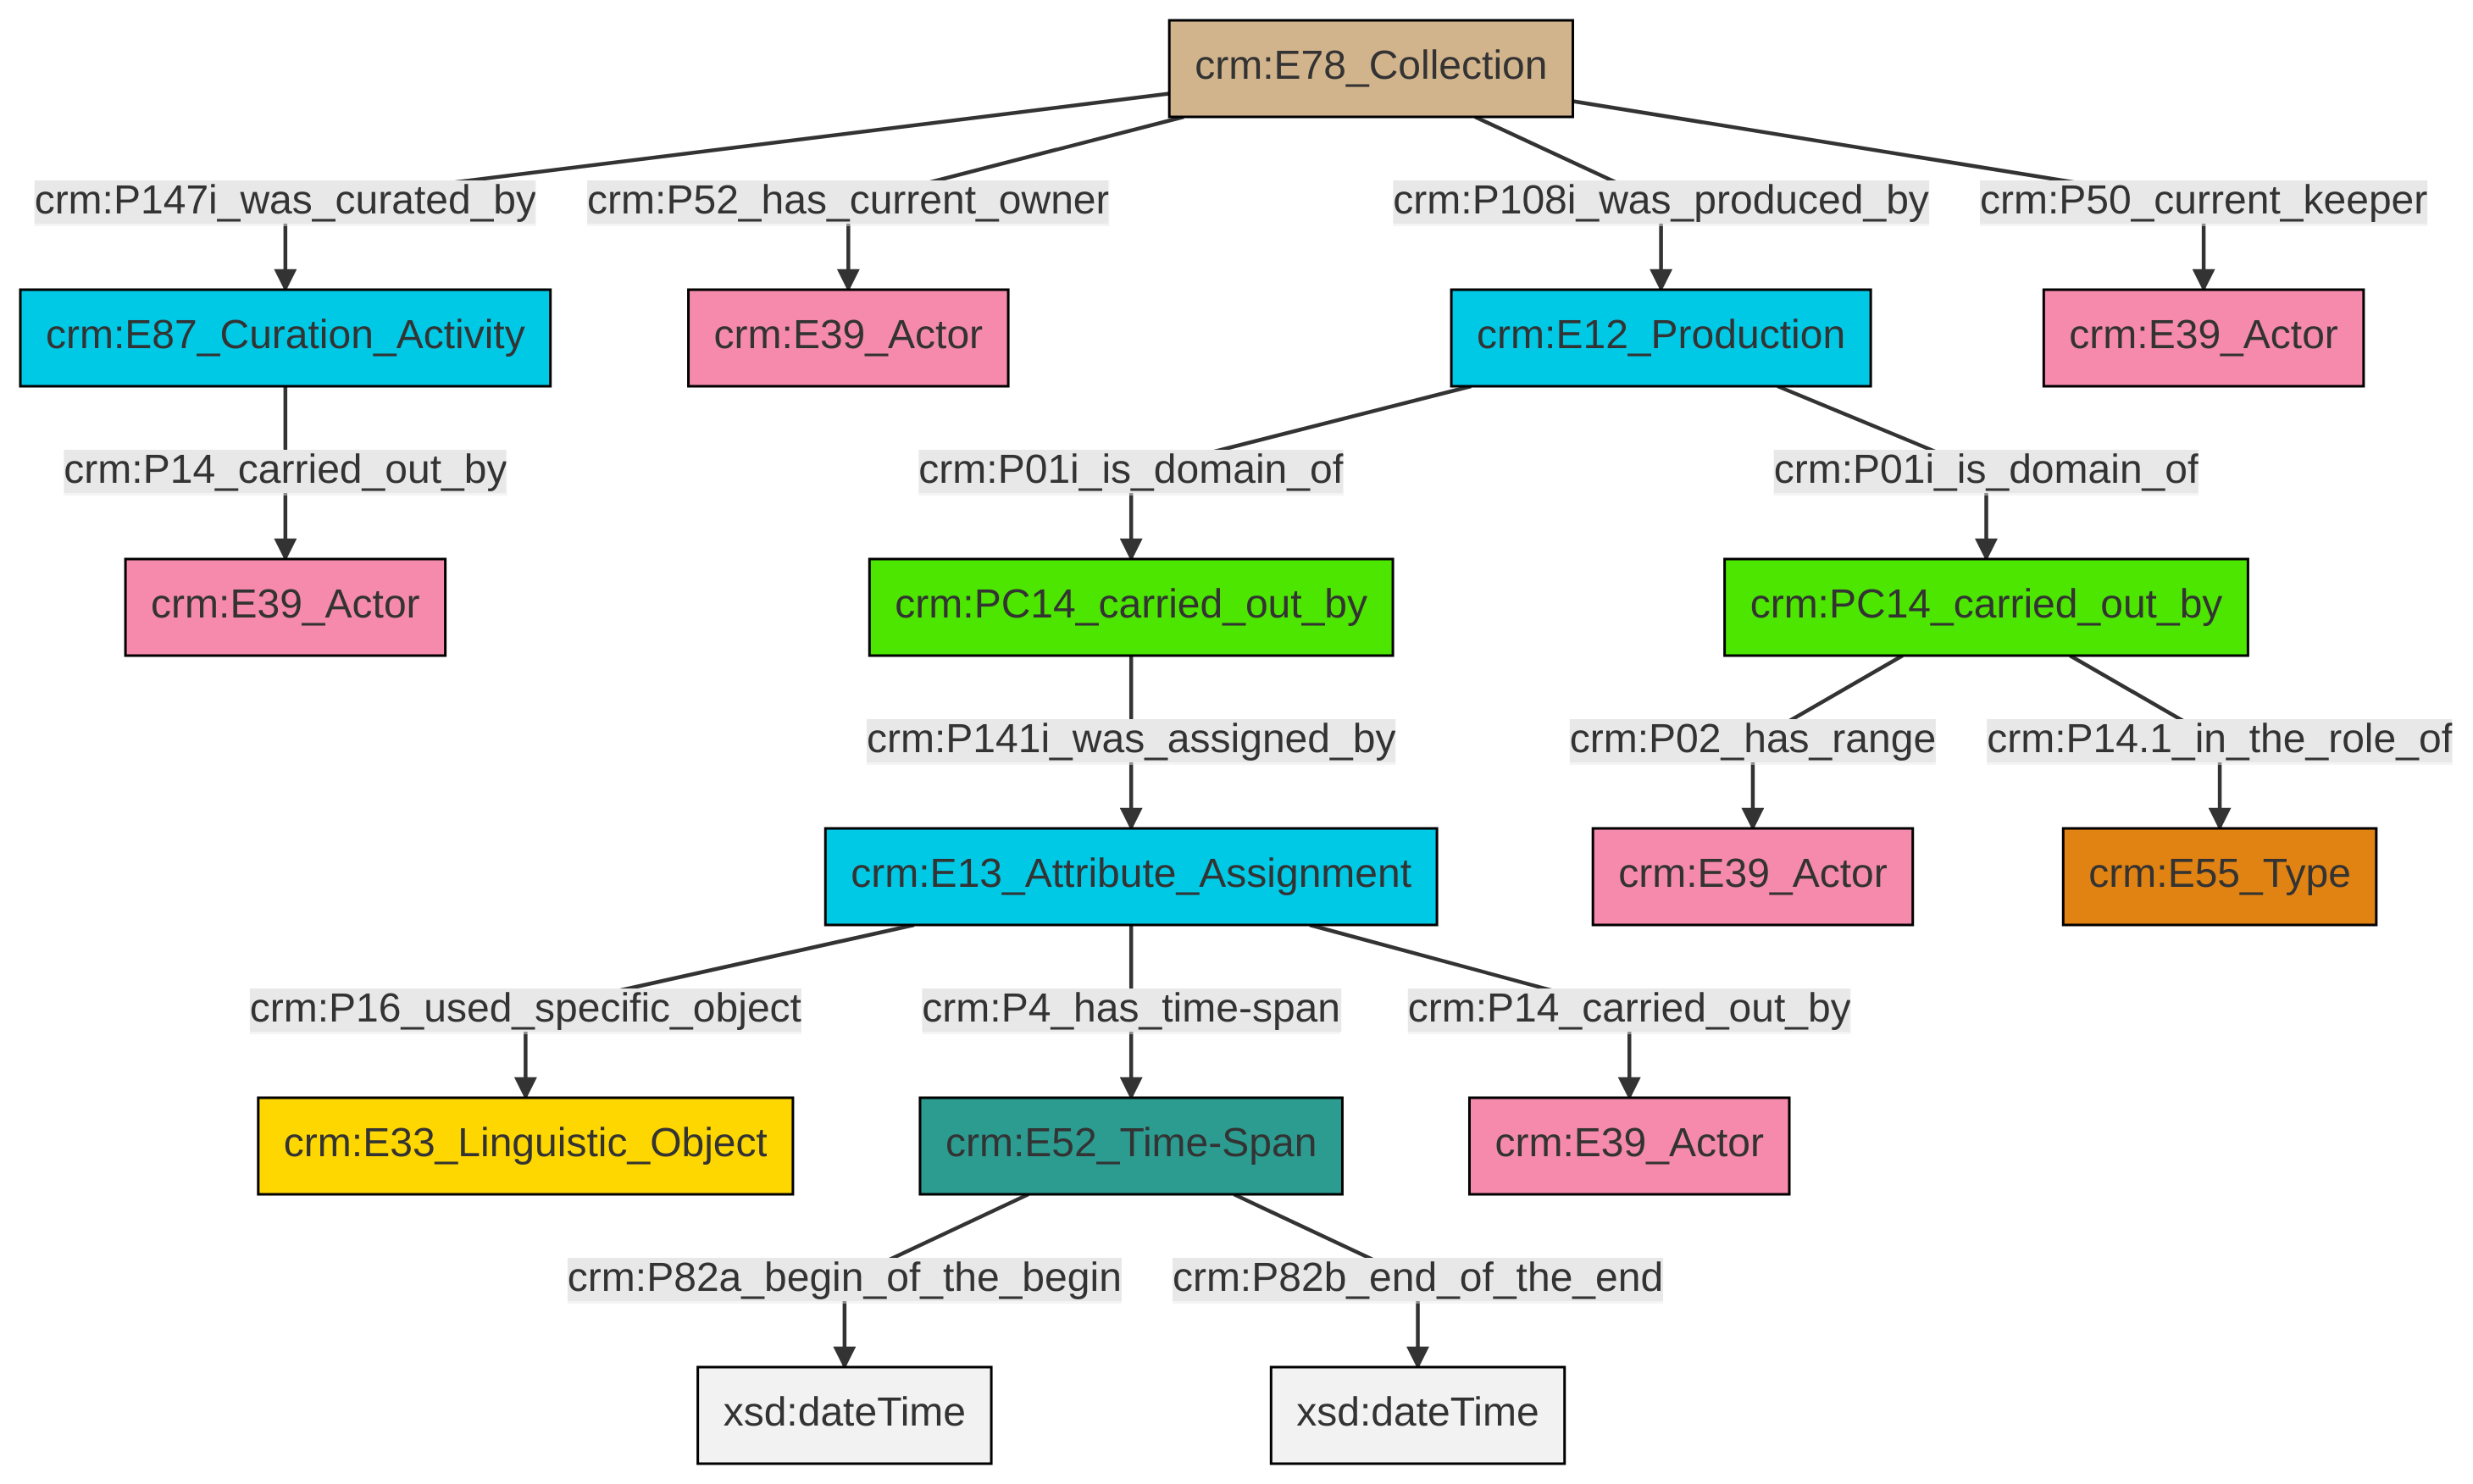 crm:E78_Collection
crm:P147i_was_curated_by
crm:P52_has_current_owner
crm:P108i_was_produced_by
crm:P50_current_keeper
crm:E87_Curation_Activity
crm:E39_Actor
crm:E12_Production
crm:E39_Actor
crm:P14_carried_out_by
crm:P01i_is_domain_of
crm:P01i_is_domain_of
crm:E39_Actor
crm:PC14_carried_out_by
crm:PC14_carried_out_by
crm:P141i_was_assigned_by
crm:P02_has_range
crm:P14.1_in_the_role_of
crm:E13_Attribute_Assignment
crm:E39_Actor
crm:E55_Type
crm:P16_used_specific_object
crm:P4_has_time-span
crm:P14_carried_out_by
crm:E33_Linguistic_Object
crm:E52_Time-Span
crm:E39_Actor
crm:P82a_begin_of_the_begin
crm:P82b_end_of_the_end
xsd:dateTime
xsd:dateTime